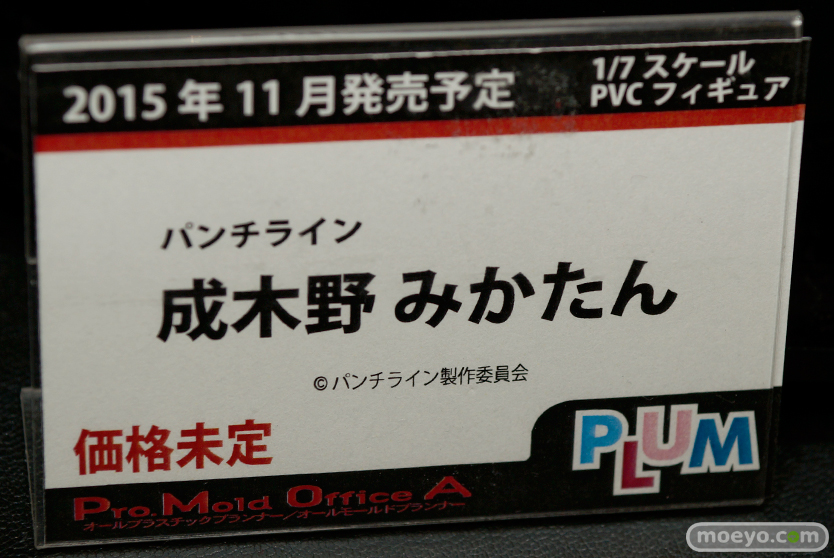 2015年11月発売予定
1/7 スケール
PVC フィギュア
パンチライン
成木野 みかたん
©パンチライン製作委員会
価格未定
PLUM
Pro. Mold Office A
オールプラスチックプランナー／オールモールドプランナー
moeyo.com